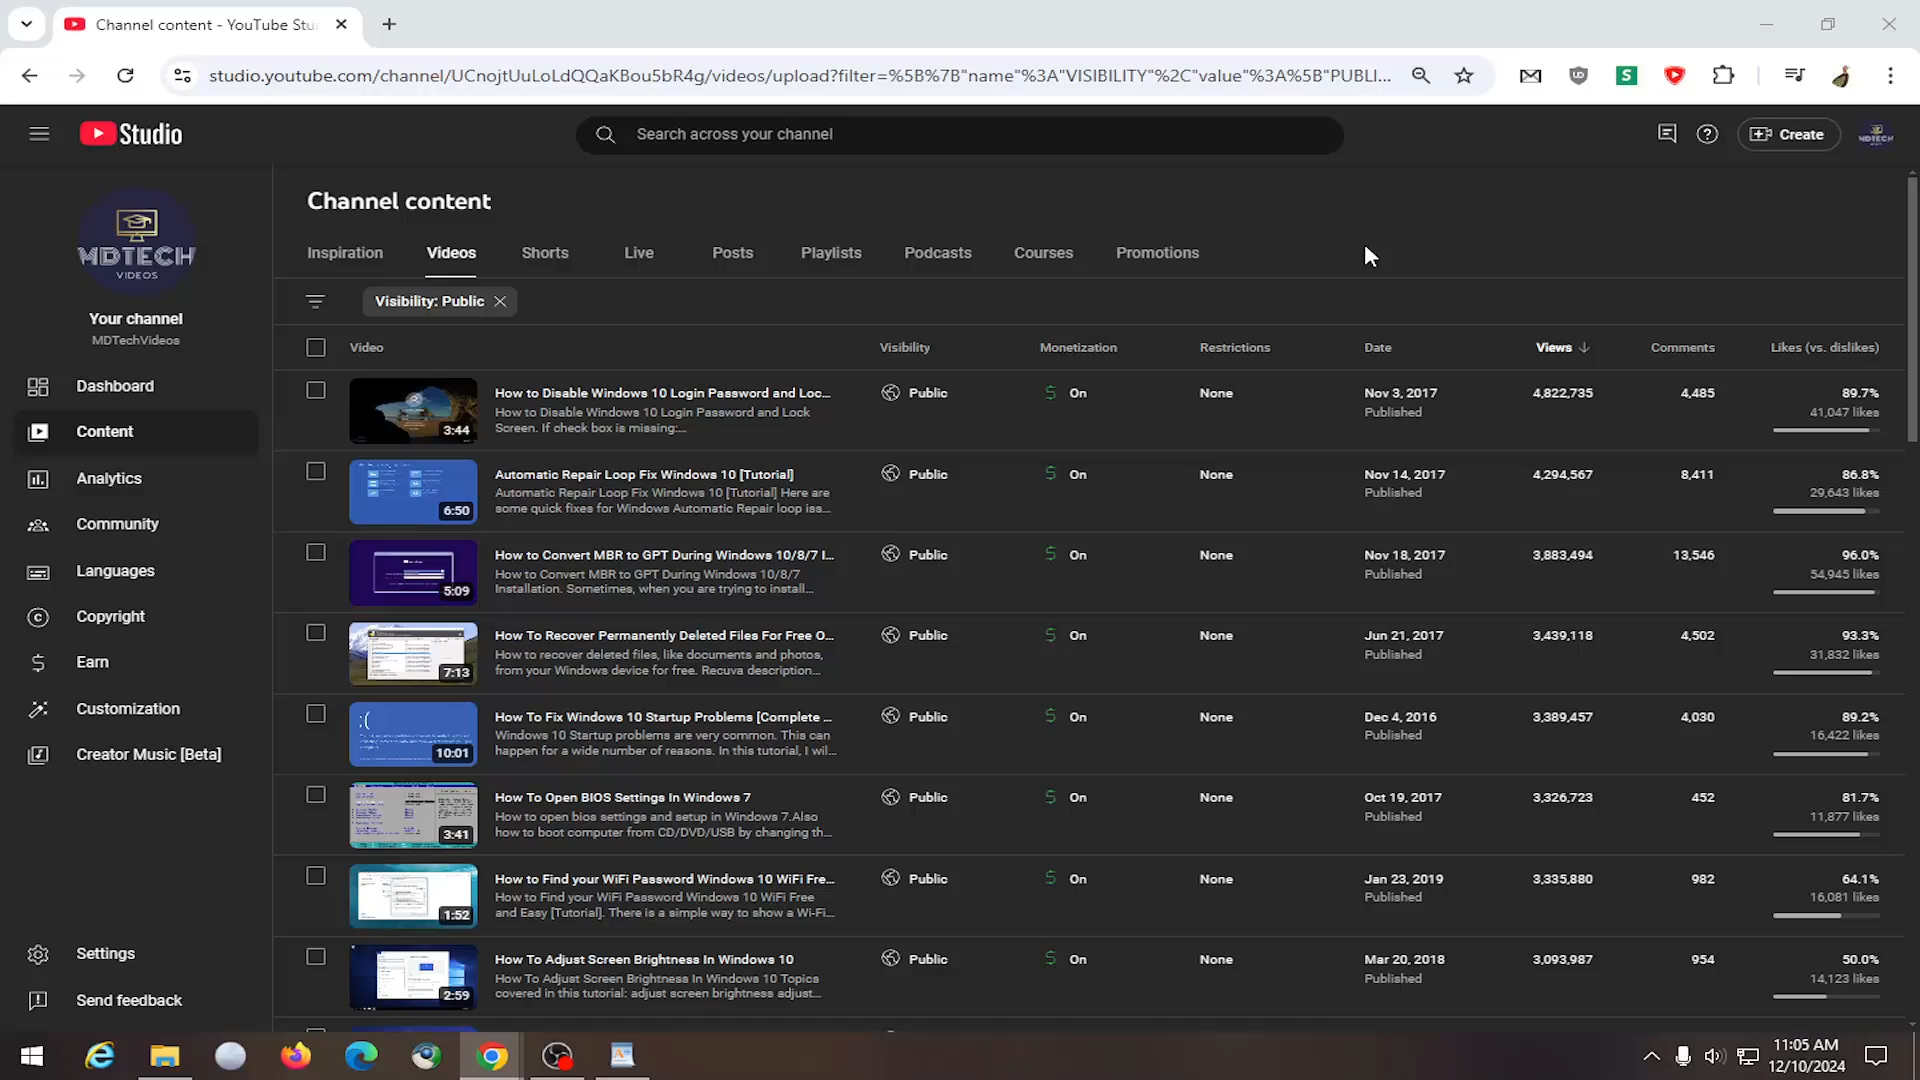 Channel content - YouTube Stu
studio.youtube.com/channel/UCnojtUuLoLdQQaKBou5bR4g/videos/upload?filter=%5B%7B"name"%3A"VISIBILITY"%2C"value"%3A%5B"PUBLI...
Studio
Search across your channel
Create
Channel content
Inspiration Videos Shorts Live Posts Playlists Podcasts Courses Promotions
Visibility: Public
MDTECH
VIDEOS
Your channel
MDTechVideos
Dashboard
Content
Analytics
Community
Languages
Copyright
Earn
Customization
Creator Music [Beta]
Settings
Send feedback
Video Visibility Monetization Restrictions Date Views Comments Likes (vs. dislikes)
How to Disable Windows 10 Login Password and Loc... Public On None Nov 3, 2017 4,822,735 4,485 89.7%
How to Disable Windows 10 Login Password and Lock Published 41,047 likes
Screen. If check box is missing:...
3:44
Automatic Repair Loop Fix Windows 10 [Tutorial] Public On None Nov 14, 2017 4,294,567 8,411 86.8%
Automatic Repair Loop Fix Windows 10 [Tutorial] Here are Published 29,643 likes
some quick fixes for Windows Automatic Repair loop iss...
6:50
How to Convert MBR to GPT During Windows 10/8/7 I... Public On None Nov 18, 2017 3,883,494 13,546 96.0%
How to Convert MBR to GPT During Windows 10/8/7 Published 54,945 likes
Installation. Sometimes, when you are trying to install...
5:09
How To Recover Permanently Deleted Files For Free O... Public On None Jun 21, 2017 3,439,118 4,502 93.3%
How to recover deleted files, like documents and photos, Published 31,832 likes
from your Windows device for free. Recuva description...
7:13
How To Fix Windows 10 Startup Problems [Complete ... Public On None Dec 4, 2016 3,389,457 4,030 89.2%
Windows 10 Startup problems are very common. This can Published 16,422 likes
happen for a wide number of reasons. In this tutorial, I wil...
:(
10:01
How To Open BIOS Settings In Windows 7 Public On None Oct 19, 2017 3,326,723 452 81.7%
How to open bios settings and setup in Windows 7.Also Published 11,877 likes
how to boot computer from CD/DVD/USB by changing th...
3:41
How to Find your WiFi Password Windows 10 WiFi Fre... Public On None Jan 23, 2019 3,335,880 982 64.1%
How to Find your WiFi Password Windows 10 WiFi Free Published 16,081 likes
and Easy [Tutorial]. There is a simple way to show a Wi-Fi...
1:52
How To Adjust Screen Brightness In Windows 10 Public On None Mar 20, 2018 3,093,987 954 50.0%
How To Adjust Screen Brightness In Windows 10 Topics Published 14,123 likes
covered in this tutorial: adjust screen brightness adjust...
2:59
11:05 AM
12/10/2024